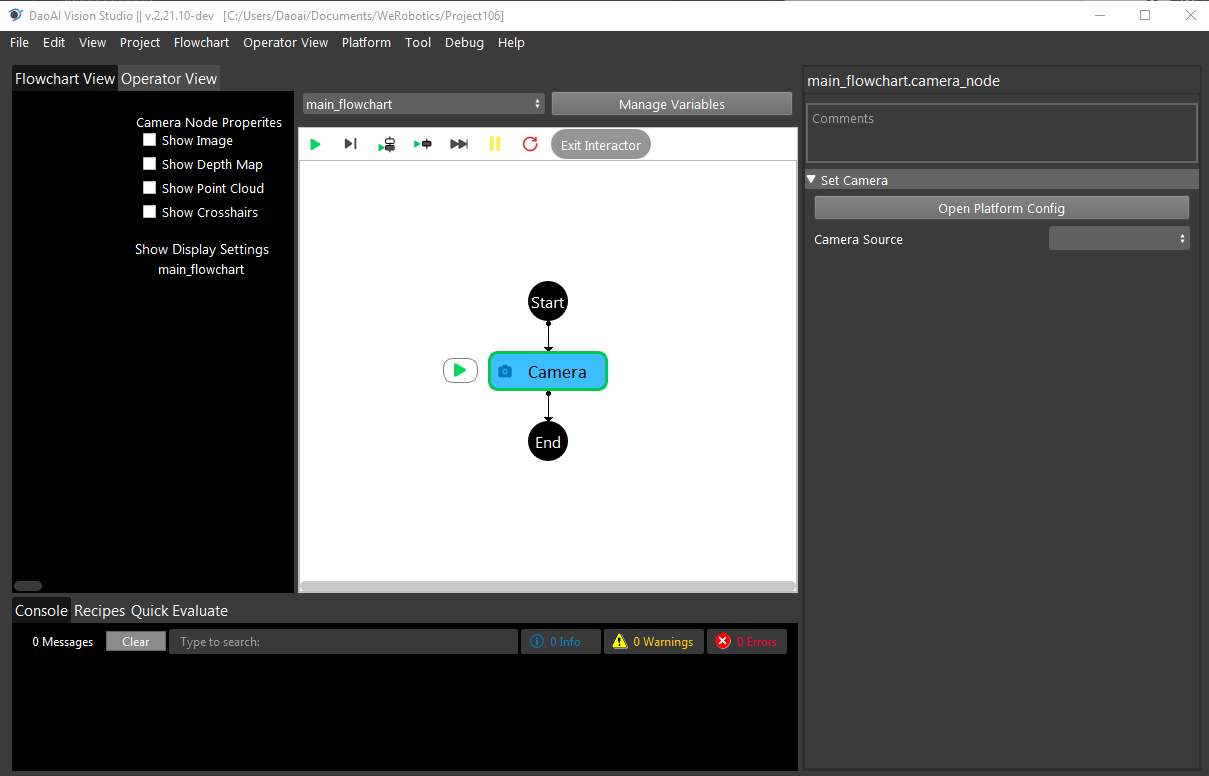 DaoAI Vision Studio || v.2.21.10-dev [C:/Users/Daoai/Documents/WeRobotics/Project106]
File Edit View Project Flowchart Operator View Platform Tool Debug Help
Flowchart View Operator View
Camera Node Properites
Show Image
Show Depth Map
Show Point Cloud
Show Crosshairs
Show Display Settings
main_flowchart
main_flowchart
Manage Variables
Exit Interactor
Start
Camera
End
main_flowchart.camera_node
Comments
Set Camera
Open Platform Config
Camera Source
Console Recipes Quick Evaluate
0 Messages Clear Type to search: 0 Info 0 Warnings 0 Errors